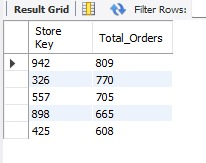 Result Grid Filter Rows:
Store
Key Total_Orders
942 809
326 770
557 705
898 665
425 608